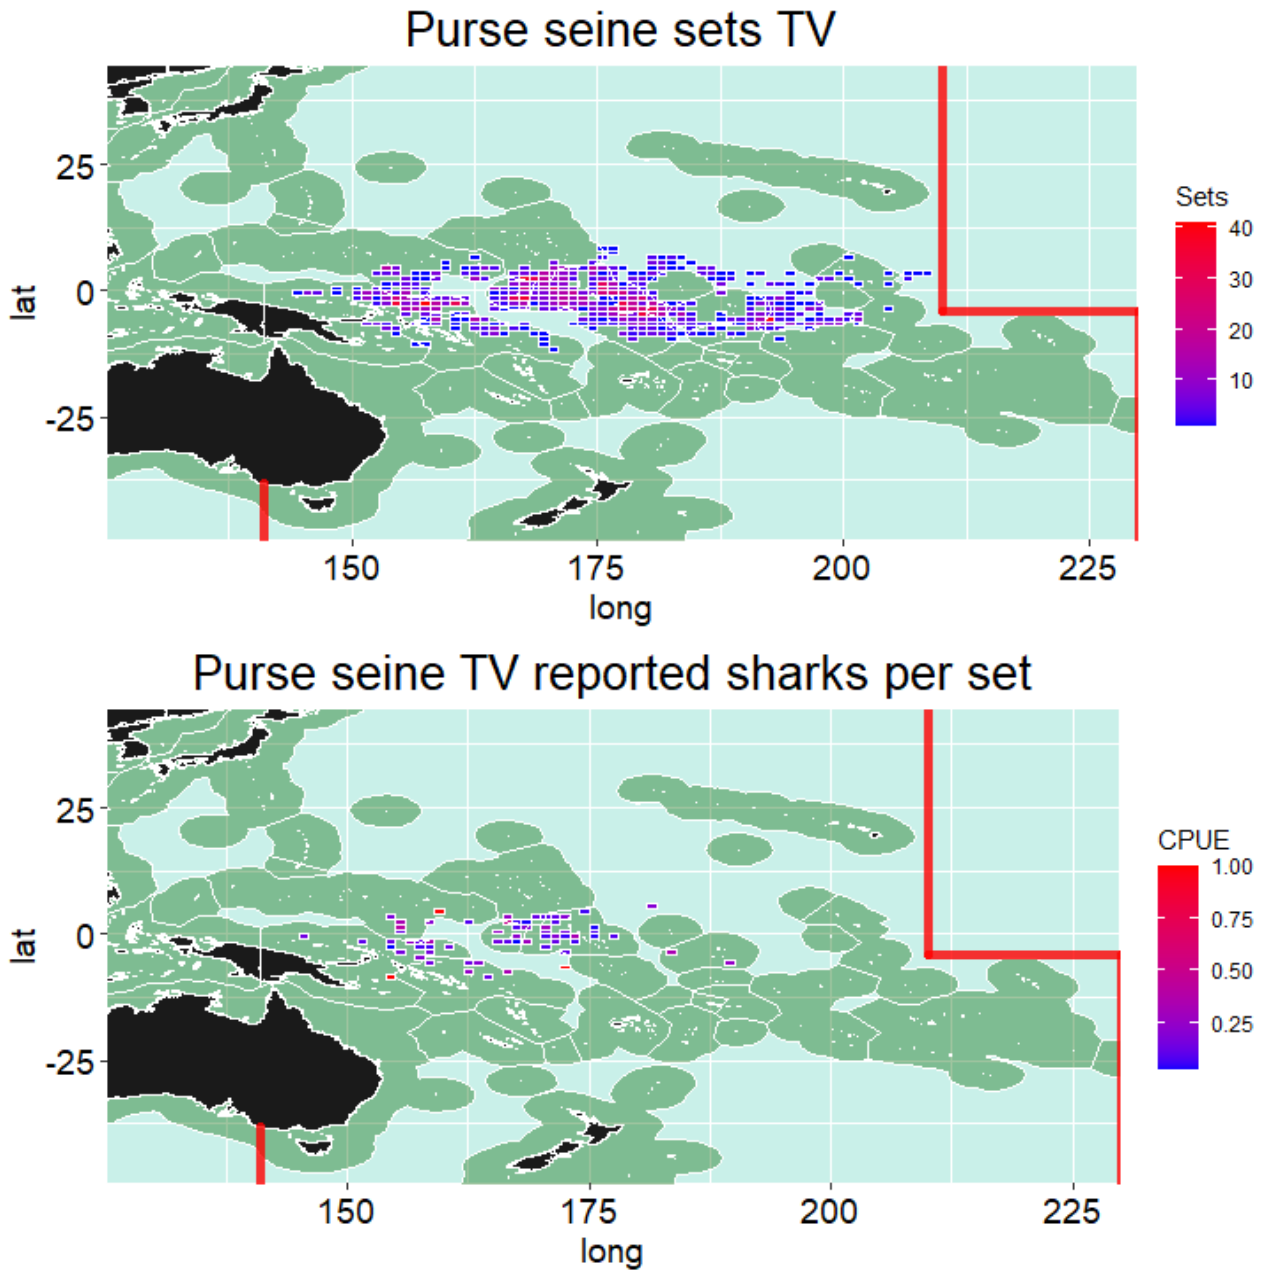 Purse seine sets TV
25
0
-25
lat
150 175 200 225
long
Sets
40
30
20
10
Purse seine TV reported sharks per set
25
0
-25
lat
150 175 200 225
long
CPUE
1.00
0.75
0.50
0.25